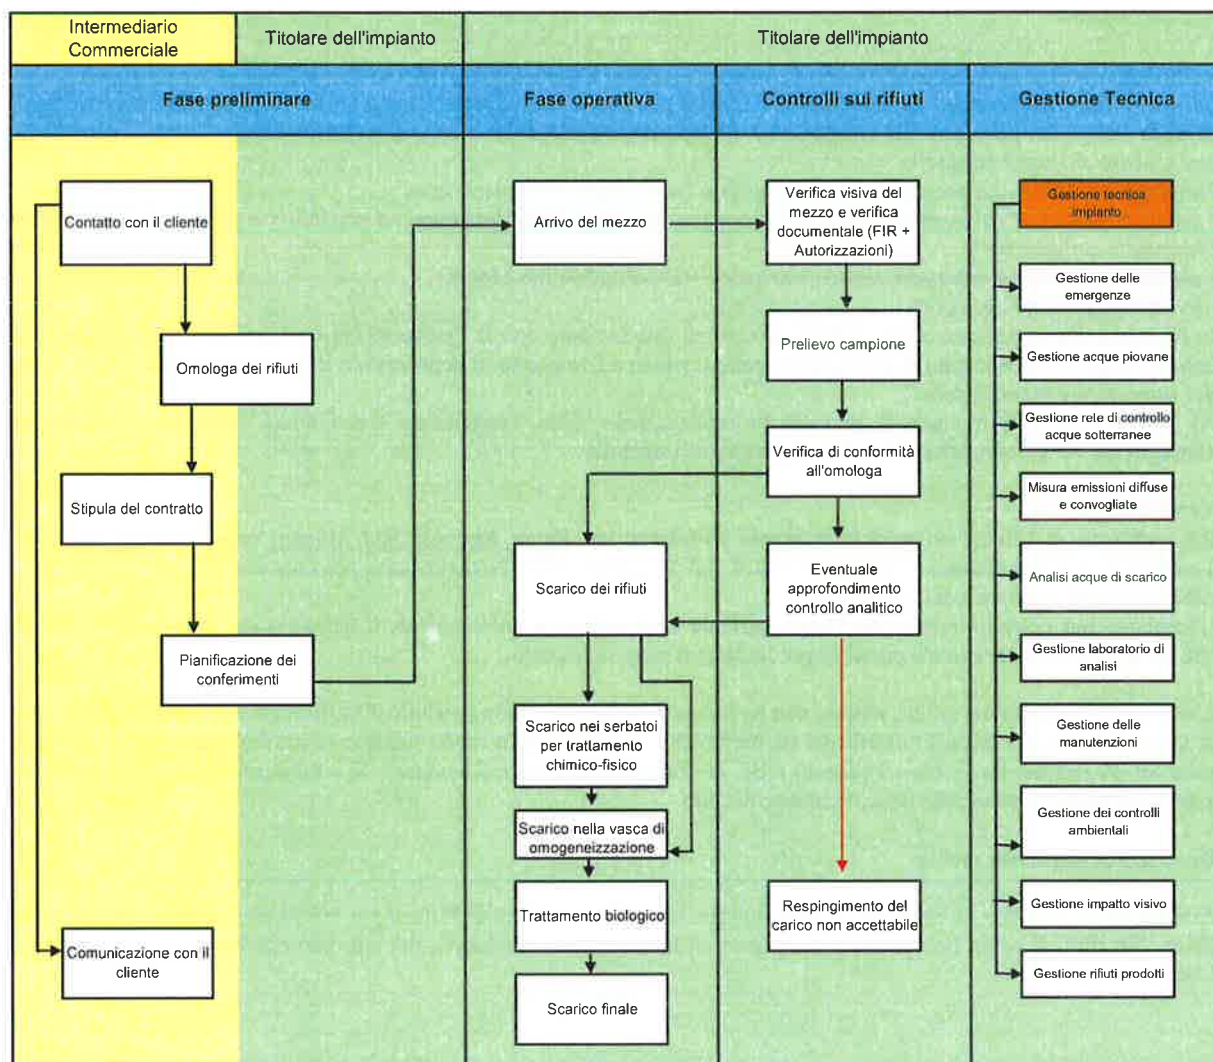 Intermediario
Commerciale
Titolare dell'impianto
Titolare dell'impianto
Fase preliminare
Fase operativa
Controlli sui rifiuti
Gestione Tecnica
Contatto con il cliente
Omologa dei rifiuti
Stipula del contratto
Pianificazione dei
conferimenti
Comunicazione con il
cliente
Arrivo del mezzo
Scarico dei rifiuti
Scarico nei serbatoi
per trattamento
chimico-fisico
Scarico nella vasca di
omogeneizzazione
Trattamento biologico
Scarico finale
Verifica visiva del
mezzo e verifica
documentale (FIR +
Autorizzazioni)
Prelievo campione
Verifica di conformità
all'omologa
Eventuale
approfondimento
controllo analitico
Respingimento del
carico non accettabile
Gestione tecnica
impianto
Gestione delle
emergenze
Gestione acque piovane
Gestione rete di controllo
acque sotterranee
Misura emissioni diffuse
e convogliate
Analisi acque di scarico
Gestione laboratorio di
analisi
Gestione delle
manutenzioni
Gestione dei controlli
ambientali
Gestione impatto visivo
Gestione rifiuti prodotti